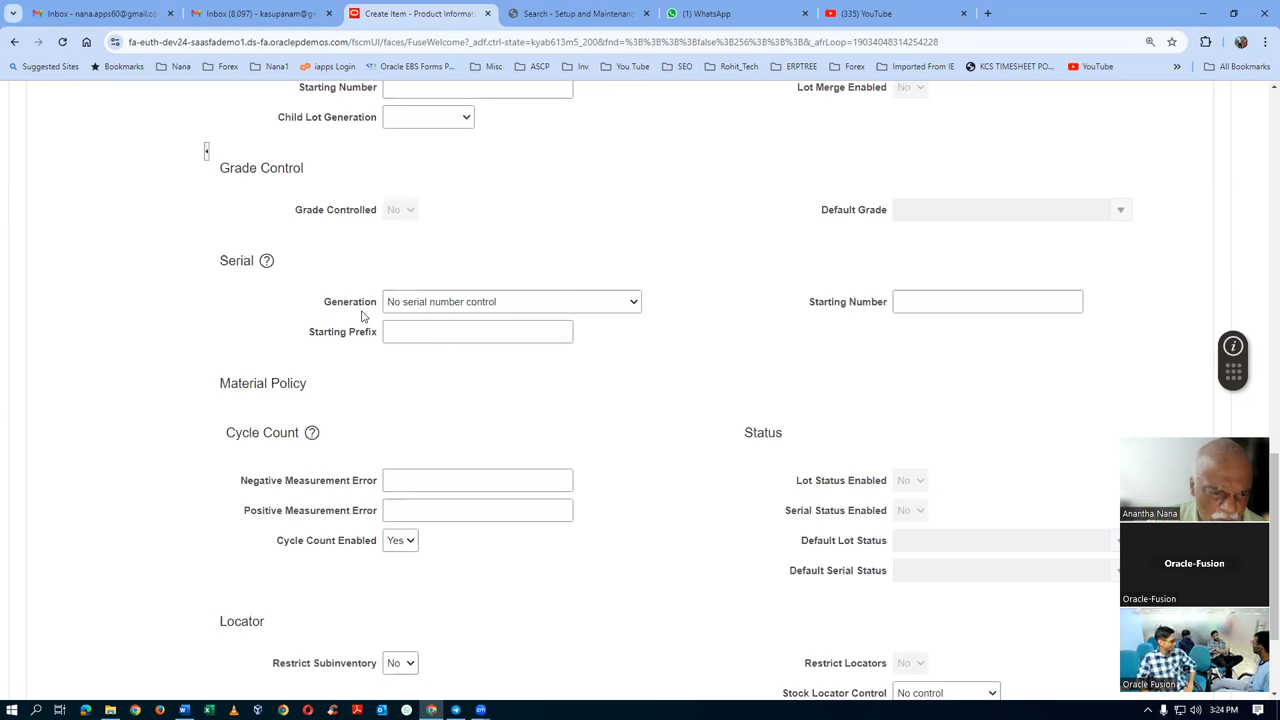 Inbox - nana.apps60@gmail.co
Inbox (8,097) - kasupanam@gr
Create Item - Product Informat
Search - Setup and Maintenanc
(1) WhatsApp
(335) YouTube
fa-euth-dev24-saasfademo1.ds-fa.oraclepdemos.com/fscmUI/faces/FuseWelcome?_adf.ctrl-state=kyab613m5_200&fnd=%3B%3B%3B%3Bfalse%3B256%3B%3B%3B&_afrLoop=19034048314254228
Suggested Sites
Bookmarks
Nana
Forex
Nana1
iapps Login
Oracle EBS Forms P...
Misc
ASCP
Inv
You Tube
SEO
Rohit_Tech
ERPTREE
Forex
Imported From IE
KCS TIMESHEET PO...
YouTube
»
All Bookmarks
Starting Number
Lot Merge Enabled No
Child Lot Generation
Grade Control
Grade Controlled No
Default Grade
Serial ?
Generation No serial number control
Starting Number
Starting Prefix
Material Policy
Cycle Count ?
Status
Negative Measurement Error
Lot Status Enabled No
Positive Measurement Error
Serial Status Enabled No
Cycle Count Enabled Yes
Default Lot Status
Default Serial Status
Locator
Restrict Subinventory No
Restrict Locators No
Stock Locator Control No control
Anantha Nana
Oracle-Fusion
Oracle-Fusion
Oracle Fusion
3:24 PM